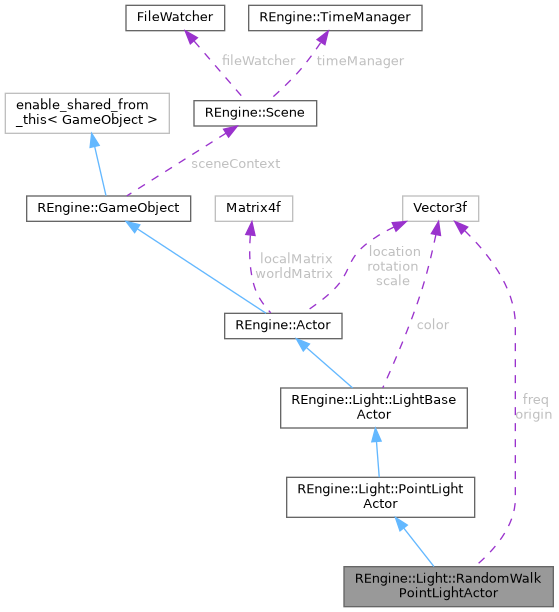 FileWatcher
REngine::TimeManager
fileWatcher
timeManager
enable_shared_from
_this< GameObject >
REngine::Scene
sceneContext
REngine::GameObject
Matrix4f
Vector3f
localMatrix
worldMatrix
location
rotation
scale
REngine::Actor
color
REngine::Light::LightBase
Actor
freq
origin
REngine::Light::PointLight
Actor
REngine::Light::RandomWalk
PointLightActor